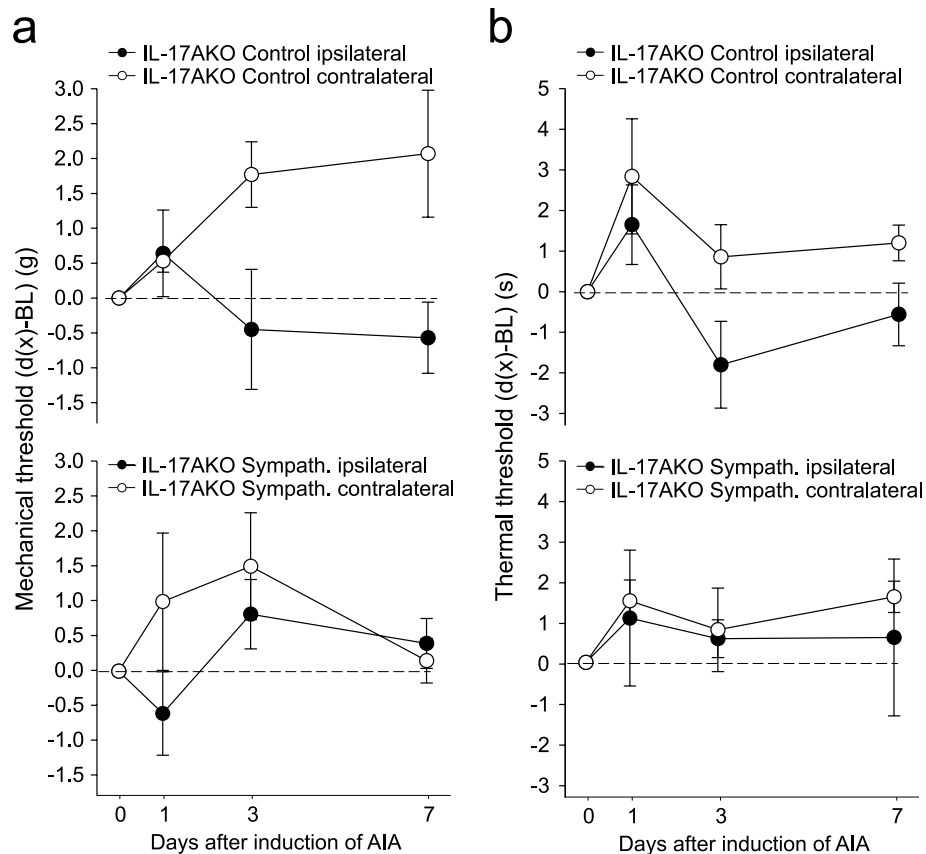 a
IL-17AKO Control ipsilateral
IL-17AKO Control contralateral
3.0
2.5
2.0
1.5
1.0
0.5
0.0
-0.5
-1.0
-1.5
IL-17AKO Sympath. ipsilateral
IL-17AKO Sympath. contralateral
3.0
2.5
2.0
1.5
1.0
0.5
0.0
-0.5
-1.0
-1.5
Mechanical threshold (d(x)-BL) (g)
0 1 3 7
Days after induction of AIA
b
IL-17AKO Control ipsilateral
IL-17AKO Control contralateral
5
4
3
2
1
0
-1
-2
-3
IL-17AKO Sympath. ipsilateral
IL-17AKO Sympath. contralateral
5
4
3
2
1
0
-1
-2
-3
Thermal threshold (d(x)-BL) (s)
0 1 3 7
Days after induction of AIA